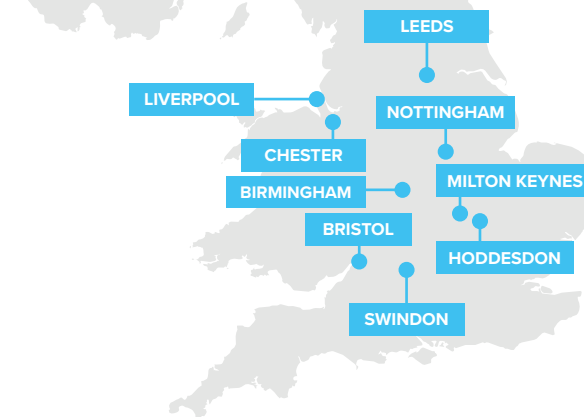 LEEDS
LIVERPOOL
NOTTINGHAM
CHESTER
MILTON KEYNES
BIRMINGHAM
BRISTOL
HODDESDON
SWINDON